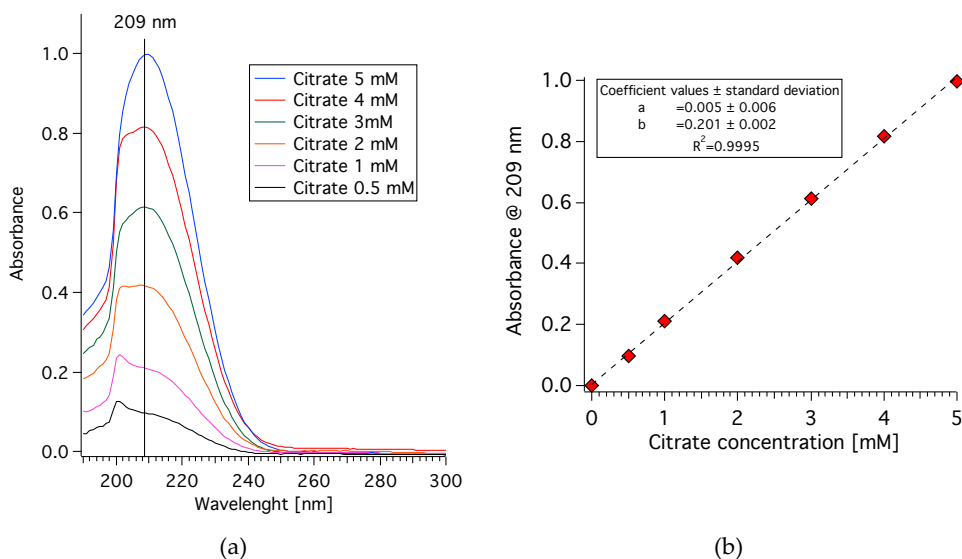 209 nm
1.0
0.8
0.6
0.4
0.2
0.0
Absorbance
200
220
240
260
280
300
Wavelenght [nm]
Citrate 5 mM
Citrate 4 mM
Citrate 3mM
Citrate 2 mM
Citrate 1 mM
Citrate 0.5 mM
(a)
1.0
0.8
0.6
0.4
0.2
0.0
Absorbance @ 209 nm
0
1
2
3
4
5
Citrate concentration [mM]
Coefficient values ± standard deviation
a =0.005 ± 0.006
b =0.201 ± 0.002
R²=0.9995
(b)